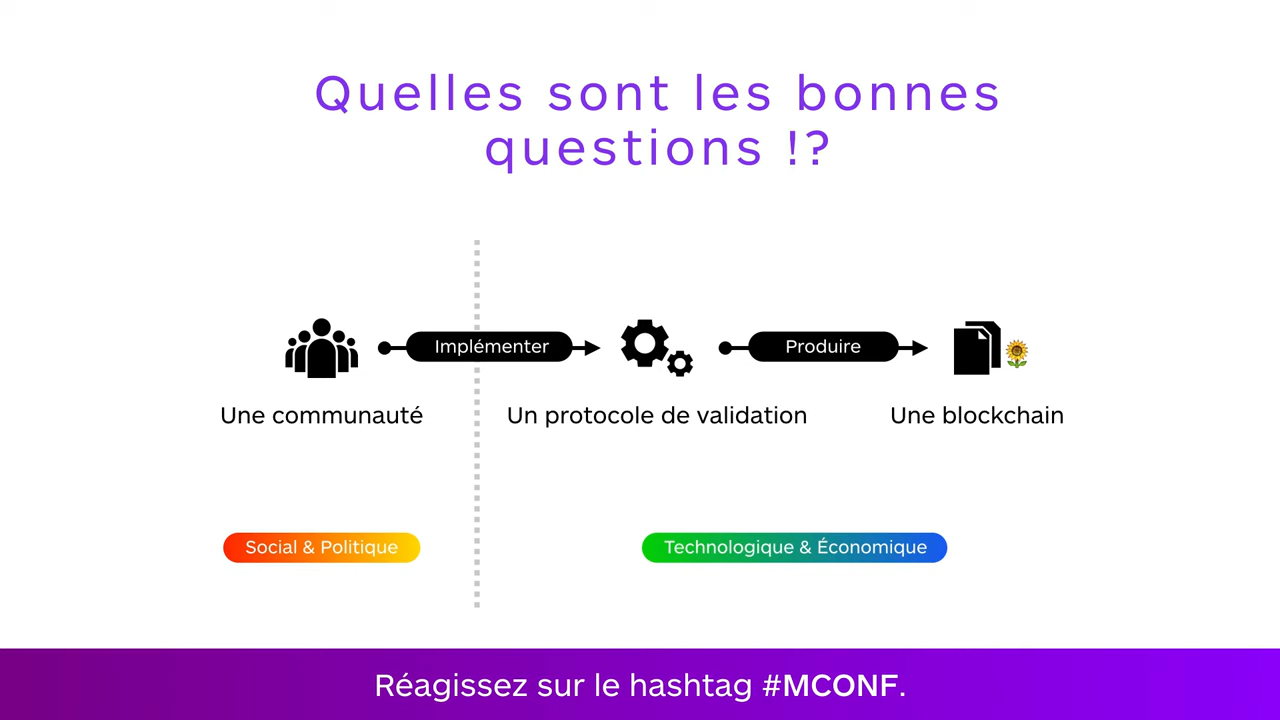 Quelles sont les bonnes
questions !?
Implémenter
Produire
Une communauté
Un protocole de validation
Une blockchain
Social & Politique
Technologique & Économique
Réagissez sur le hashtag #MCONF.